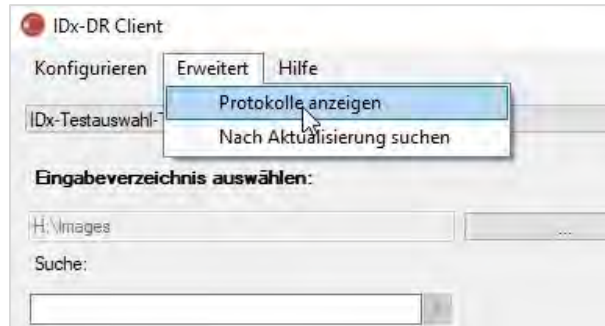 IDx-DR Client
Konfigurieren Erweitert Hilfe
Protokolle anzeigen
IDx-Testauswahl-
Nach Aktualisierung suchen
Eingabeverzeichnis auswählen:
H:\Images ...
Suche: